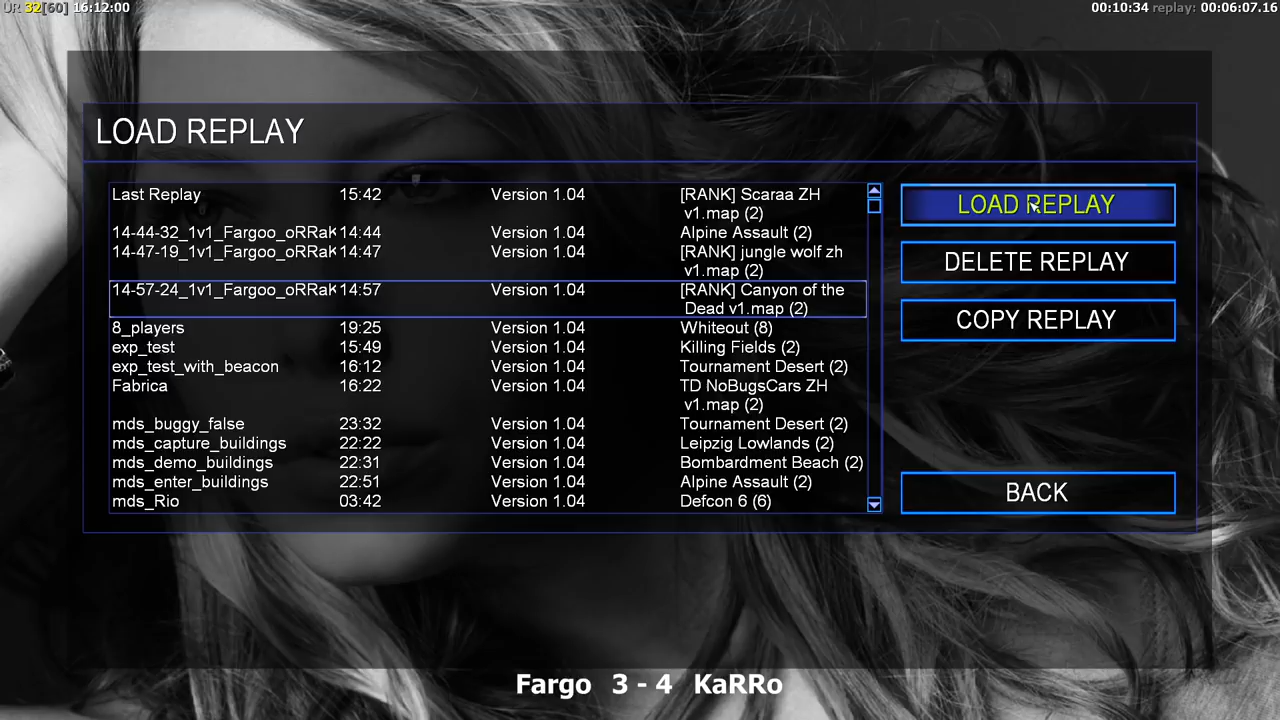 UR 32[60] 16:12:00
00:10:34 replay: 00:06:07.16
LOAD REPLAY
Last Replay 15:42 Version 1.04 [RANK] Scaraa ZH
v1.map (2)
14-44-32_1v1_Fargoo_oRRaK 14:44 Alpine Assault (2)
14-47-19_1v1_Fargoo_oRRaK 14:47 Version 1.04 [RANK] jungle wolf zh
v1.map (2)
14-57-24_1v1_Fargoo_oRRaK 14:57 Version 1.04 [RANK] Canyon of the
Dead v1.map (2)
8_players 19:25 Version 1.04 Whiteout (8)
exp_test 15:49 Version 1.04 Killing Fields (2)
exp_test_with_beacon 16:12 Version 1.04 Tournament Desert (2)
Fabrica 16:22 Version 1.04 TD NoBugsCars ZH
v1.map (2)
mds_buggy_false 23:32 Version 1.04 Tournament Desert (2)
mds_capture_buildings 22:22 Version 1.04 Leipzig Lowlands (2)
mds_demo_buildings 22:31 Version 1.04 Bombardment Beach (2)
mds_enter_buildings 22:51 Version 1.04 Alpine Assault (2)
mds_Rio 03:42 Version 1.04 Defcon 6 (6)
LOAD REPLAY
DELETE REPLAY
COPY REPLAY
BACK
Fargo 3 - 4 KaRRo